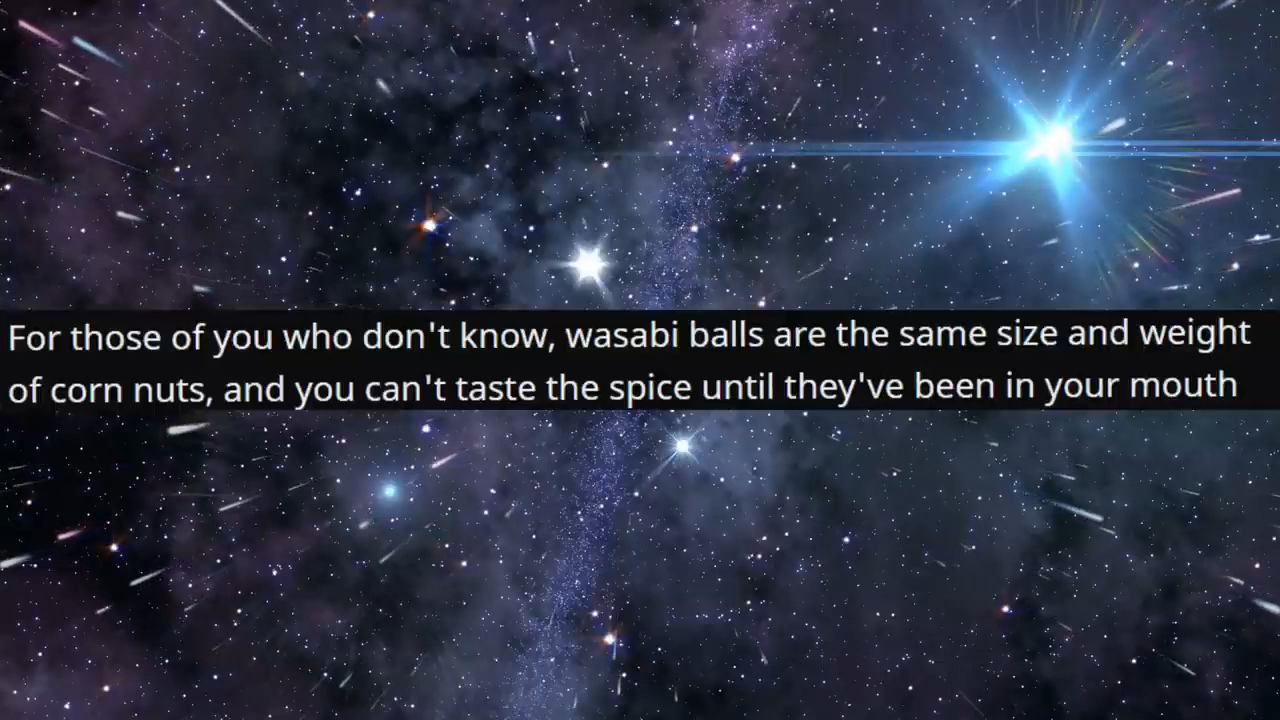 For those of you who don't know, wasabi balls are the same size and weight
of corn nuts, and you can't taste the spice until they've been in your mouth